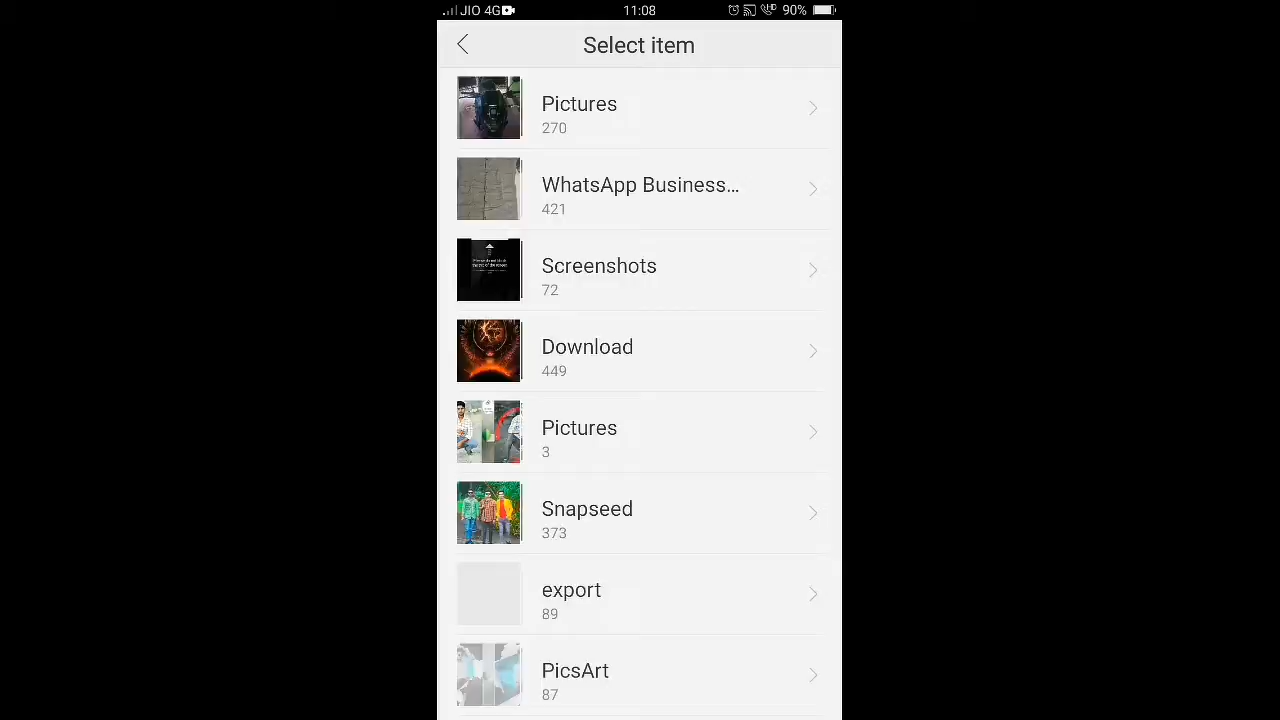 JIO 4G
11:08
HD
90%
Select item
Pictures
270
WhatsApp Business…
421
Screenshots
72
Download
449
Pictures
3
Snapseed
373
export
89
PicsArt
87